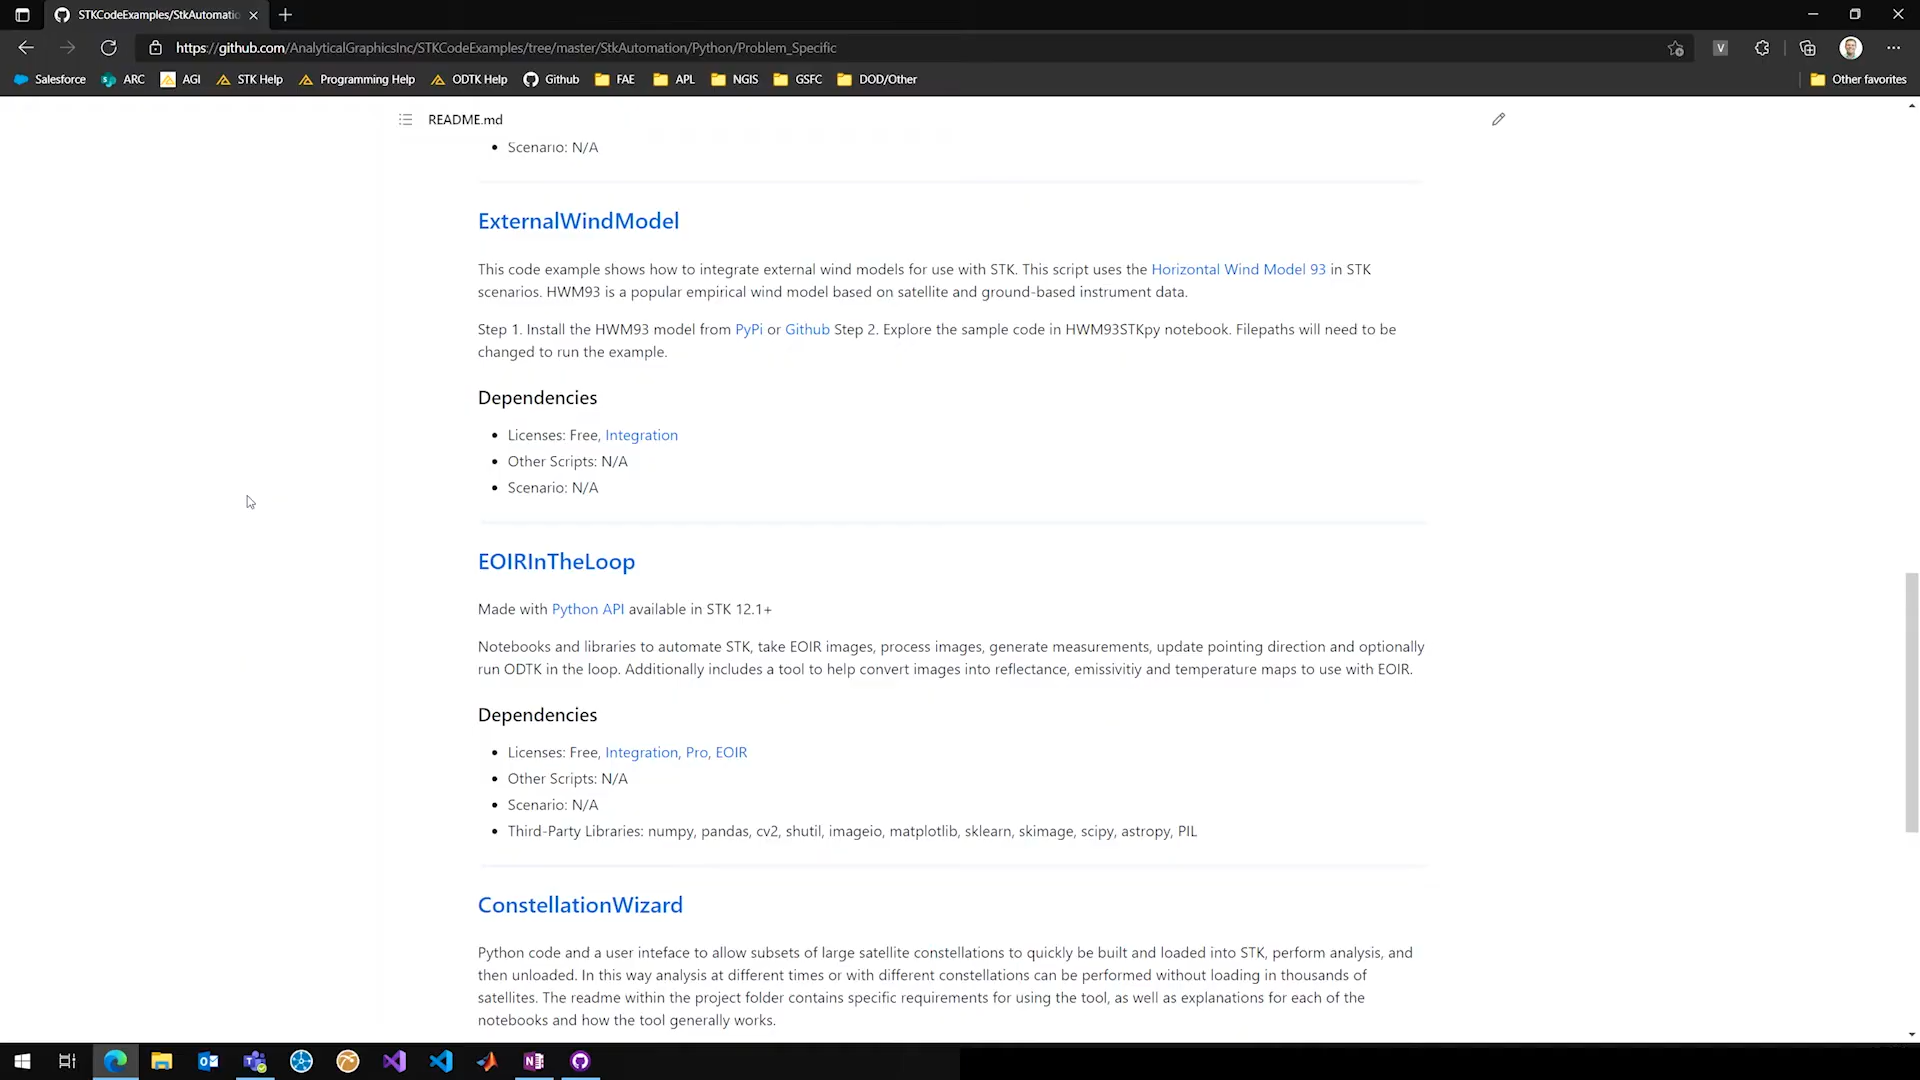 STKCodeExamples/StkAutomatio
https://github.com/AnalyticalGraphicsInc/STKCodeExamples/tree/master/StkAutomation/Python/Problem_Specific
V
Salesforce ARC AGI STK Help Programming Help ODTK Help Github FAE APL NGIS GSFC DOD/Other Other favorites
README.md
• Scenario: N/A
ExternalWindModel
This code example shows how to integrate external wind models for use with STK. This script uses the Horizontal Wind Model 93 in STK
scenarios. HWM93 is a popular empirical wind model based on satellite and ground-based instrument data.
Step 1. Install the HWM93 model from PyPi or Github Step 2. Explore the sample code in HWM93STKpy notebook. Filepaths will need to be
changed to run the example.
Dependencies
• Licenses: Free, Integration
• Other Scripts: N/A
• Scenario: N/A
EOIRInTheLoop
Made with Python API available in STK 12.1+
Notebooks and libraries to automate STK, take EOIR images, process images, generate measurements, update pointing direction and optionally
run ODTK in the loop. Additionally includes a tool to help convert images into reflectance, emissivitiy and temperature maps to use with EOIR.
Dependencies
• Licenses: Free, Integration, Pro, EOIR
• Other Scripts: N/A
• Scenario: N/A
• Third-Party Libraries: numpy, pandas, cv2, shutil, imageio, matplotlib, sklearn, skimage, scipy, astropy, PIL
ConstellationWizard
Python code and a user inteface to allow subsets of large satellite constellations to quickly be built and loaded into STK, perform analysis, and
then unloaded. In this way analysis at different times or with different constellations can be performed without loading in thousands of
satellites. The readme within the project folder contains specific requirements for using the tool, as well as explanations for each of the
notebooks and how the tool generally works.